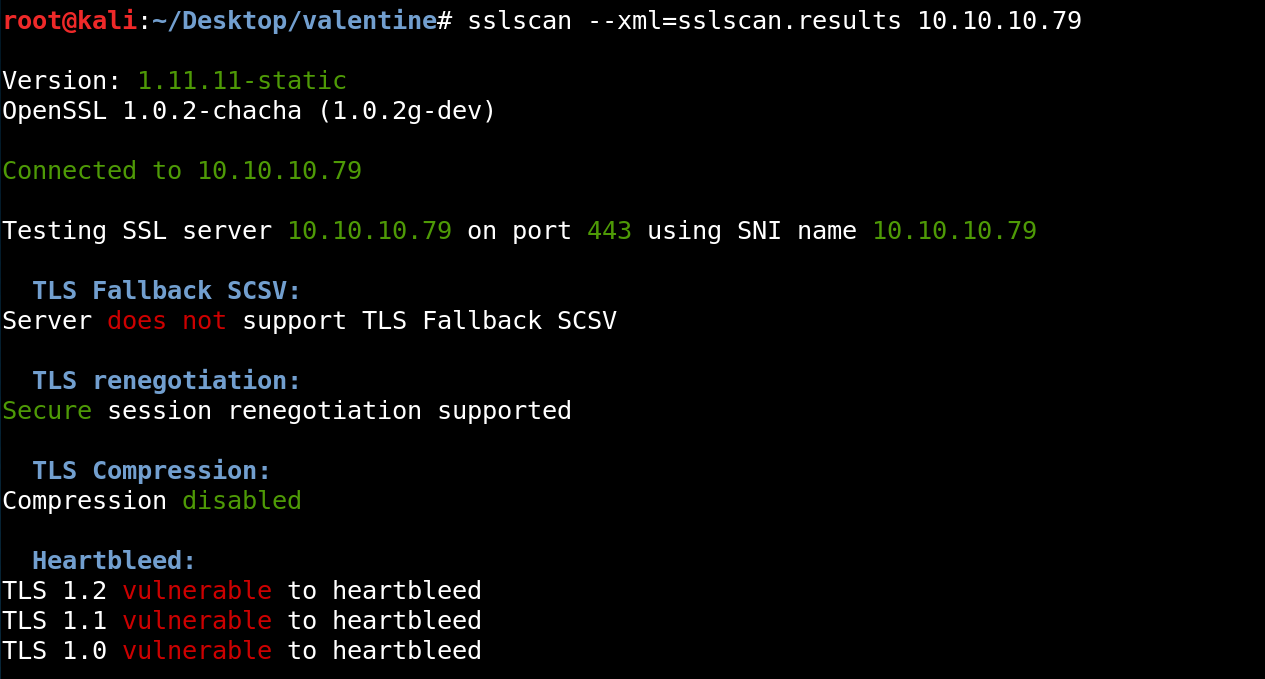 root@kali:~/Desktop/valentine# sslscan --xml=sslscan.results 10.10.10.79
Version: 1.11.11-static
OpenSSL 1.0.2-chacha (1.0.2g-dev)
Connected to 10.10.10.79
Testing SSL server 10.10.10.79 on port 443 using SNI name 10.10.10.79
TLS Fallback SCSV:
Server does not support TLS Fallback SCSV
TLS renegotiation:
Secure session renegotiation supported
TLS Compression:
Compression disabled
Heartbleed:
TLS 1.2 vulnerable to heartbleed
TLS 1.1 vulnerable to heartbleed
TLS 1.0 vulnerable to heartbleed